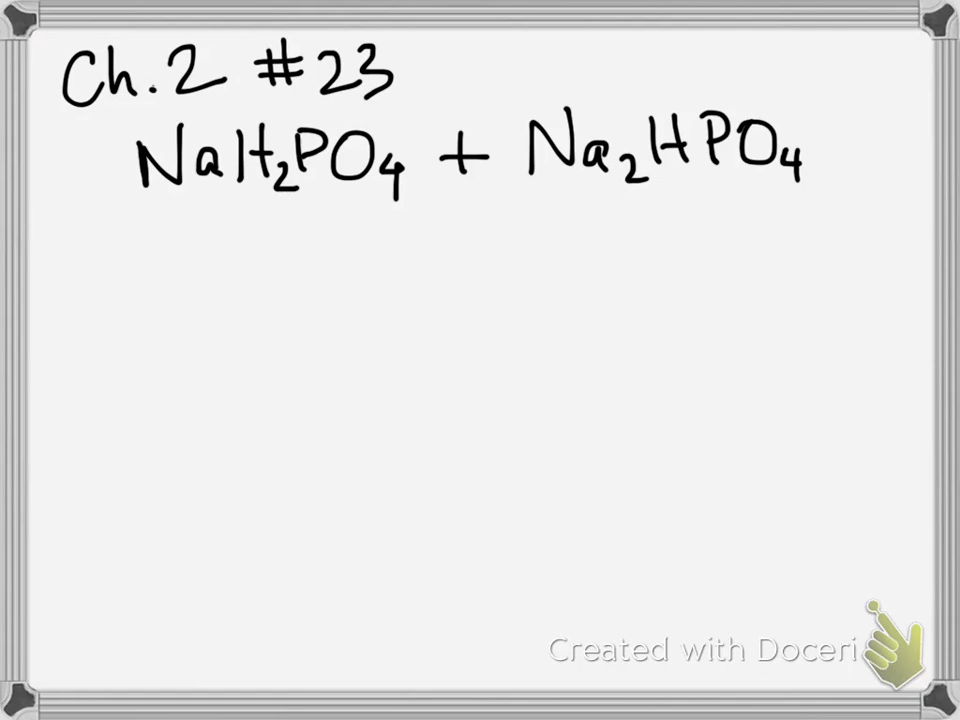 Ch. 2 #23
NaH₂PO₄ + Na₂HPO₄
Created with Doceri